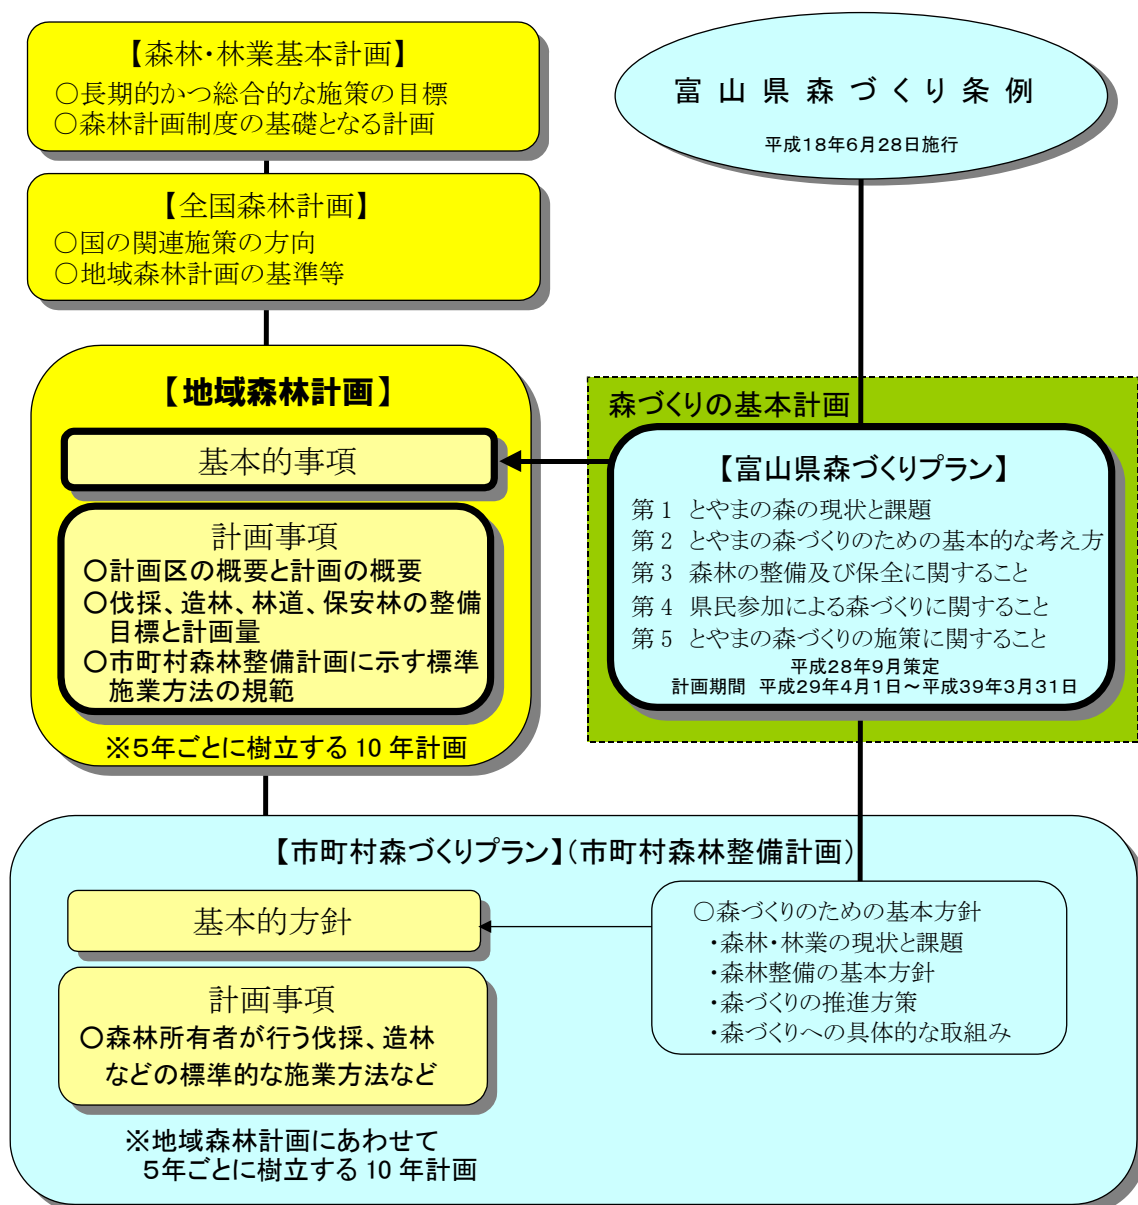 【森林・林業基本計画】
○長期的かつ総合的な施策の目標
○森林計画制度の基礎となる計画
富山県森づくり条例
平成18年6月28日施行
【全国森林計画】
○国の関連施策の方向
○地域森林計画の基準等
【地域森林計画】
基本的事項
計画事項
○計画区の概要と計画の概要
○伐採、造林、林道、保安林の整備
目標と計画量
○市町村森林整備計画に示す標準
施業方法の規範
※5年ごとに樹立する 10 年計画
森づくりの基本計画
【富山県森づくりプラン】
第１ とやまの森の現状と課題
第２ とやまの森づくりのための基本的な考え方
第３ 森林の整備及び保全に関すること
第４ 県民参加による森づくりに関すること
第５ とやまの森づくりの施策に関すること
平成28年9月策定
計画期間 平成29年4月1日～平成39年3月31日
【市町村森づくりプラン】（市町村森林整備計画）
基本的方針
計画事項
○森林所有者が行う伐採、造林
などの標準的な施業方法など
※地域森林計画にあわせて
5年ごとに樹立する 10 年計画
○森づくりのための基本方針
・森林・林業の現状と課題
・森林整備の基本方針
・森づくりの推進方策
・森づくりへの具体的な取組み